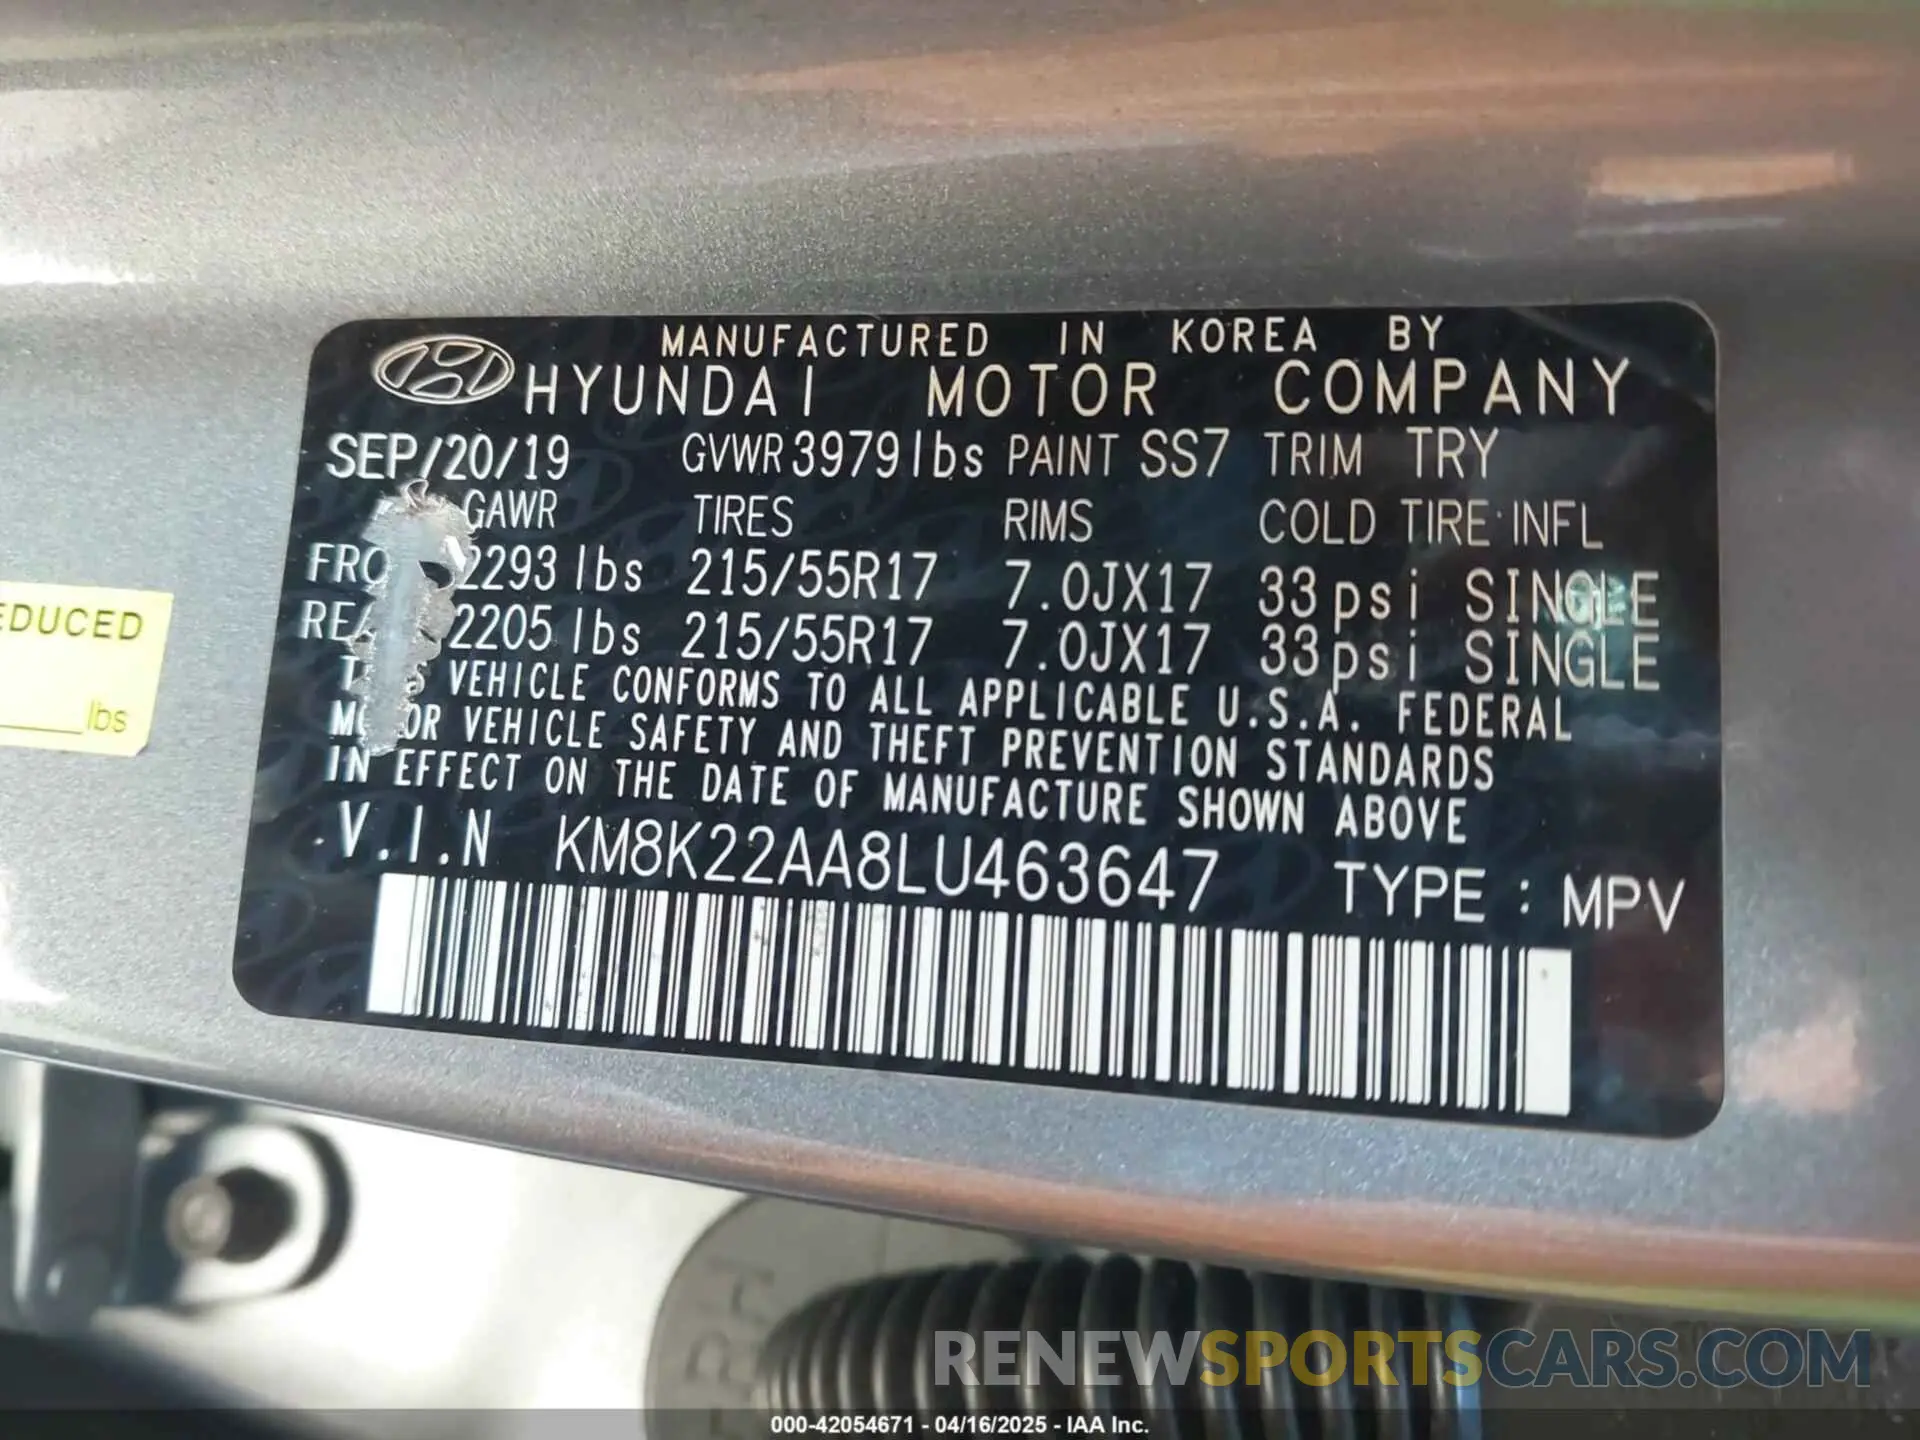 MANUFACTURED IN KOREA BY
HYUNDAI MOTOR COMPANY
SEP/20/19 GVWR 3979lbs PAINT SS7 TRIM TRY
GAWR TIRES RIMS COLD TIRE INFL
2293 lbs 215/55R17 7.0JX17 33psi SINGLE
2205 lbs 215/55R17 7.0JX17 33psi SINGLE
VEHICLE CONFORMS TO ALL APPLICABLE U.S.A. FEDERAL
VEHICLE SAFETY AND THEFT PREVENTION STANDARDS
IN EFFECT ON THE DATE OF MANUFACTURE SHOWN ABOVE
V.I.N KM8K22AA8LU463647 TYPE : MPV
EDUCED
lbs
RENEWSPORTSCARS.COM
000-42054671 - 04/16/2025 - IAA Inc.